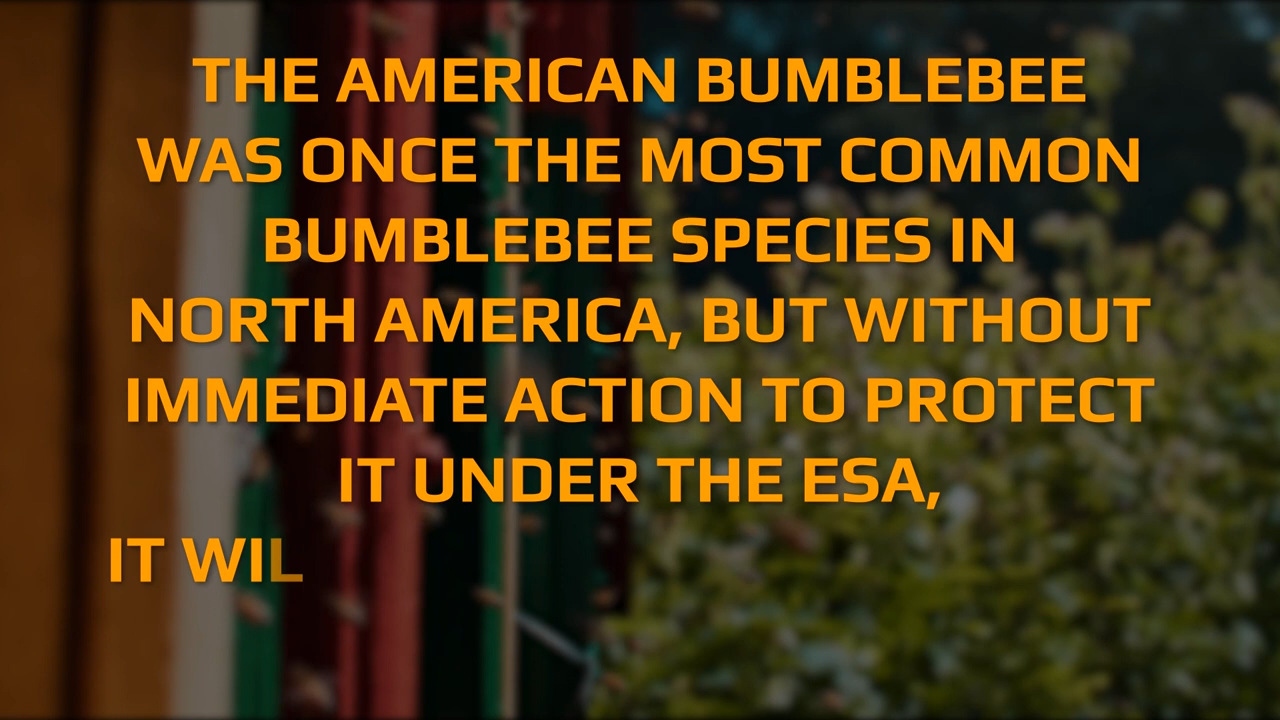 THE AMERICAN BUMBLEBEE
WAS ONCE THE MOST COMMON
BUMBLEBEE SPECIES IN
NORTH AMERICA, BUT WITHOUT
IMMEDIATE ACTION TO PROTECT
IT UNDER THE ESA,
IT WIL